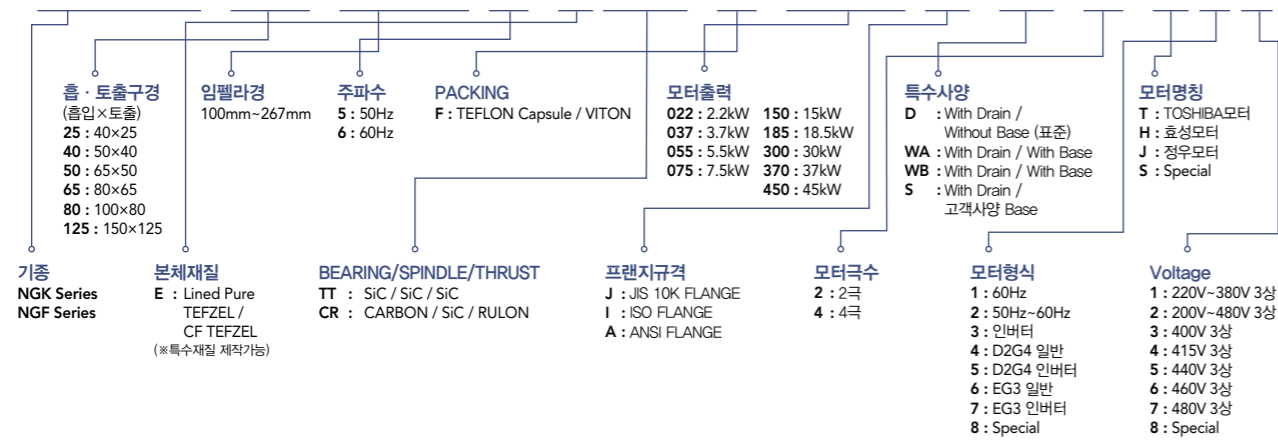 흡 · 토출구경
(흡입×토출)
25 : 40×25
40 : 50×40
50 : 65×50
65 : 80×65
80 : 100×80
125 : 150×125
임펠라경
100mm~267mm
주파수
5 : 50Hz
6 : 60Hz
PACKING
F : TEFLON Capsule / VITON
모터출력
022 : 2.2kW 150 : 15kW
037 : 3.7kW 185 : 18.5kW
055 : 5.5kW 300 : 30kW
075 : 7.5kW 370 : 37kW
450 : 45kW
특수사양
D : With Drain /
Without Base (표준)
WA : With Drain / With Base
WB : With Drain / With Base
S : With Drain /
고객사양 Base
모터명칭
T : TOSHIBA모터
H : 효성모터
J : 정우모터
S : Special
기종
NGK Series
NGF Series
본체재질
E : Lined Pure
TEFZEL /
CF TEFZEL
(※특수재질 제작가능)
BEARING/SPINDLE/THRUST
TT : SiC / SiC / SiC
CR : CARBON / SiC / RULON
프랜지규격
J : JIS 10K FLANGE
I : ISO FLANGE
A : ANSI FLANGE
모터극수
2 : 2극
4 : 4극
모터형식
1 : 60Hz
2 : 50Hz~60Hz
3 : 인버터
4 : D2G4 일반
5 : D2G4 인버터
6 : EG3 일반
7 : EG3 인버터
8 : Special
Voltage
1 : 220V~380V 3상
2 : 200V~480V 3상
3 : 400V 3상
4 : 415V 3상
5 : 440V 3상
6 : 460V 3상
7 : 480V 3상
8 : Special